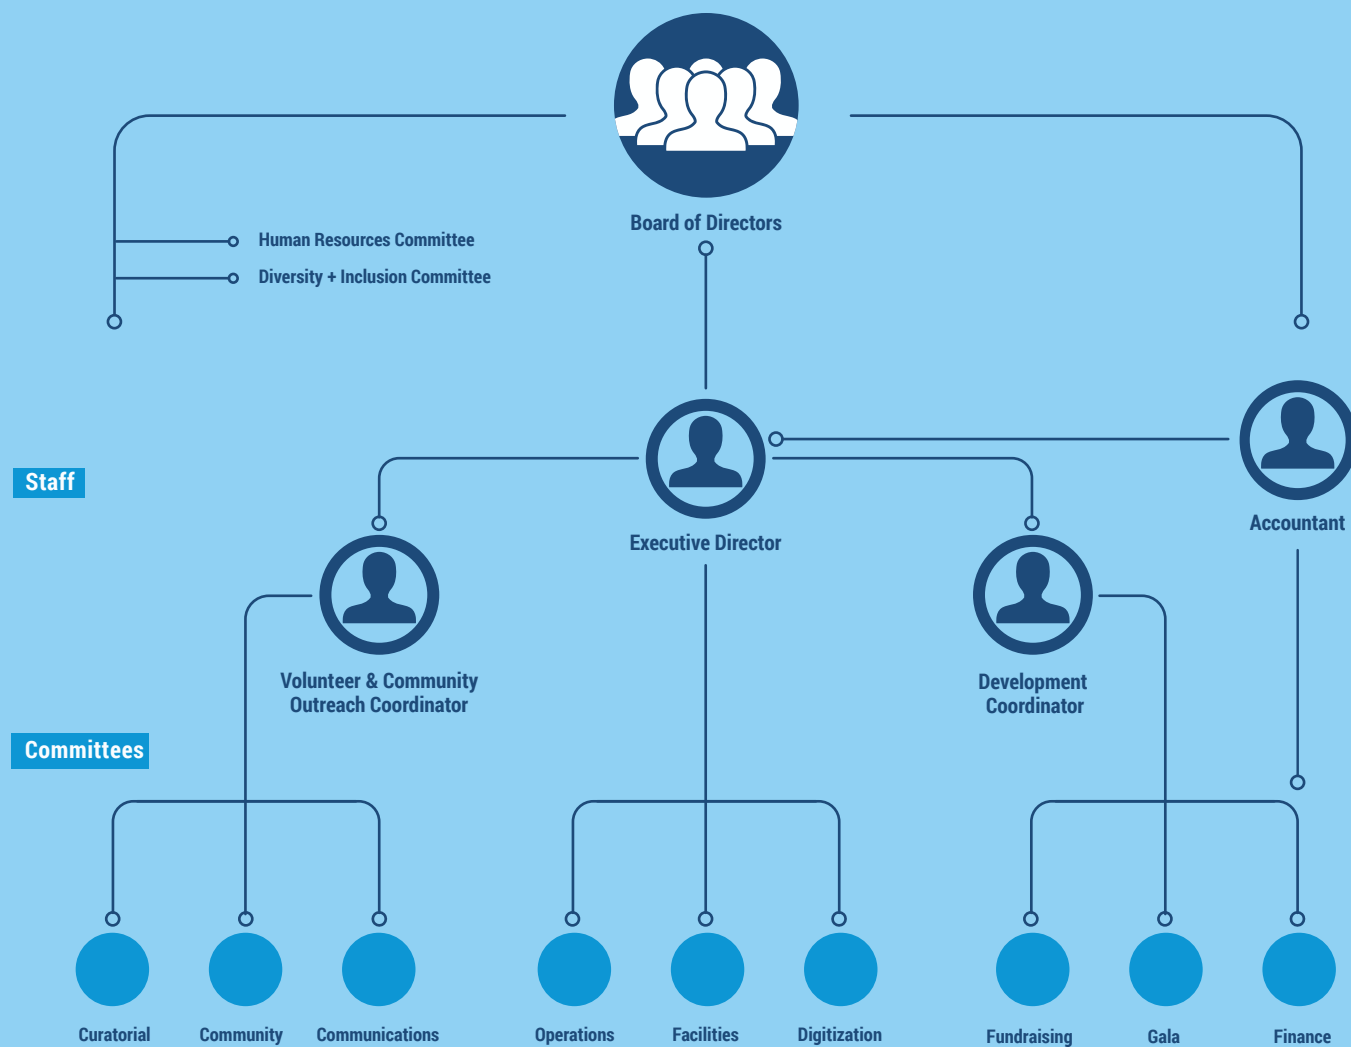 Board of Directors
Human Resources Committee
Diversity + Inclusion Committee
Staff
Executive Director
Accountant
Volunteer & Community
Outreach Coordinator
Development
Coordinator
Committees
Curatorial
Community
Communications
Operations
Facilities
Digitization
Fundraising
Gala
Finance